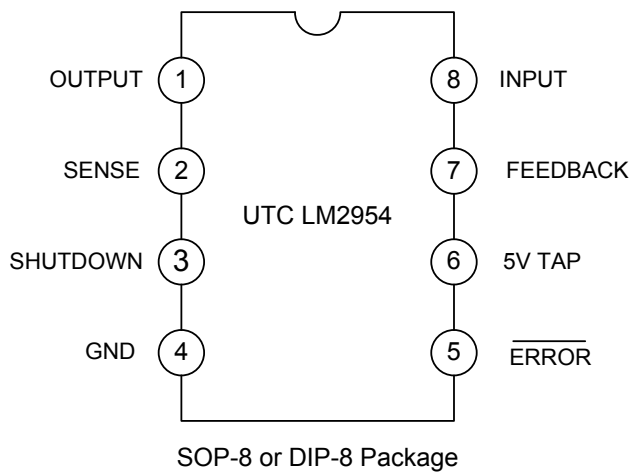 OUTPUT 1 8 INPUT
SENSE 2 7 FEEDBACK
UTC LM2954
SHUTDOWN 3 6 5V TAP
GND 4 5 ERROR
SOP-8 or DIP-8 Package